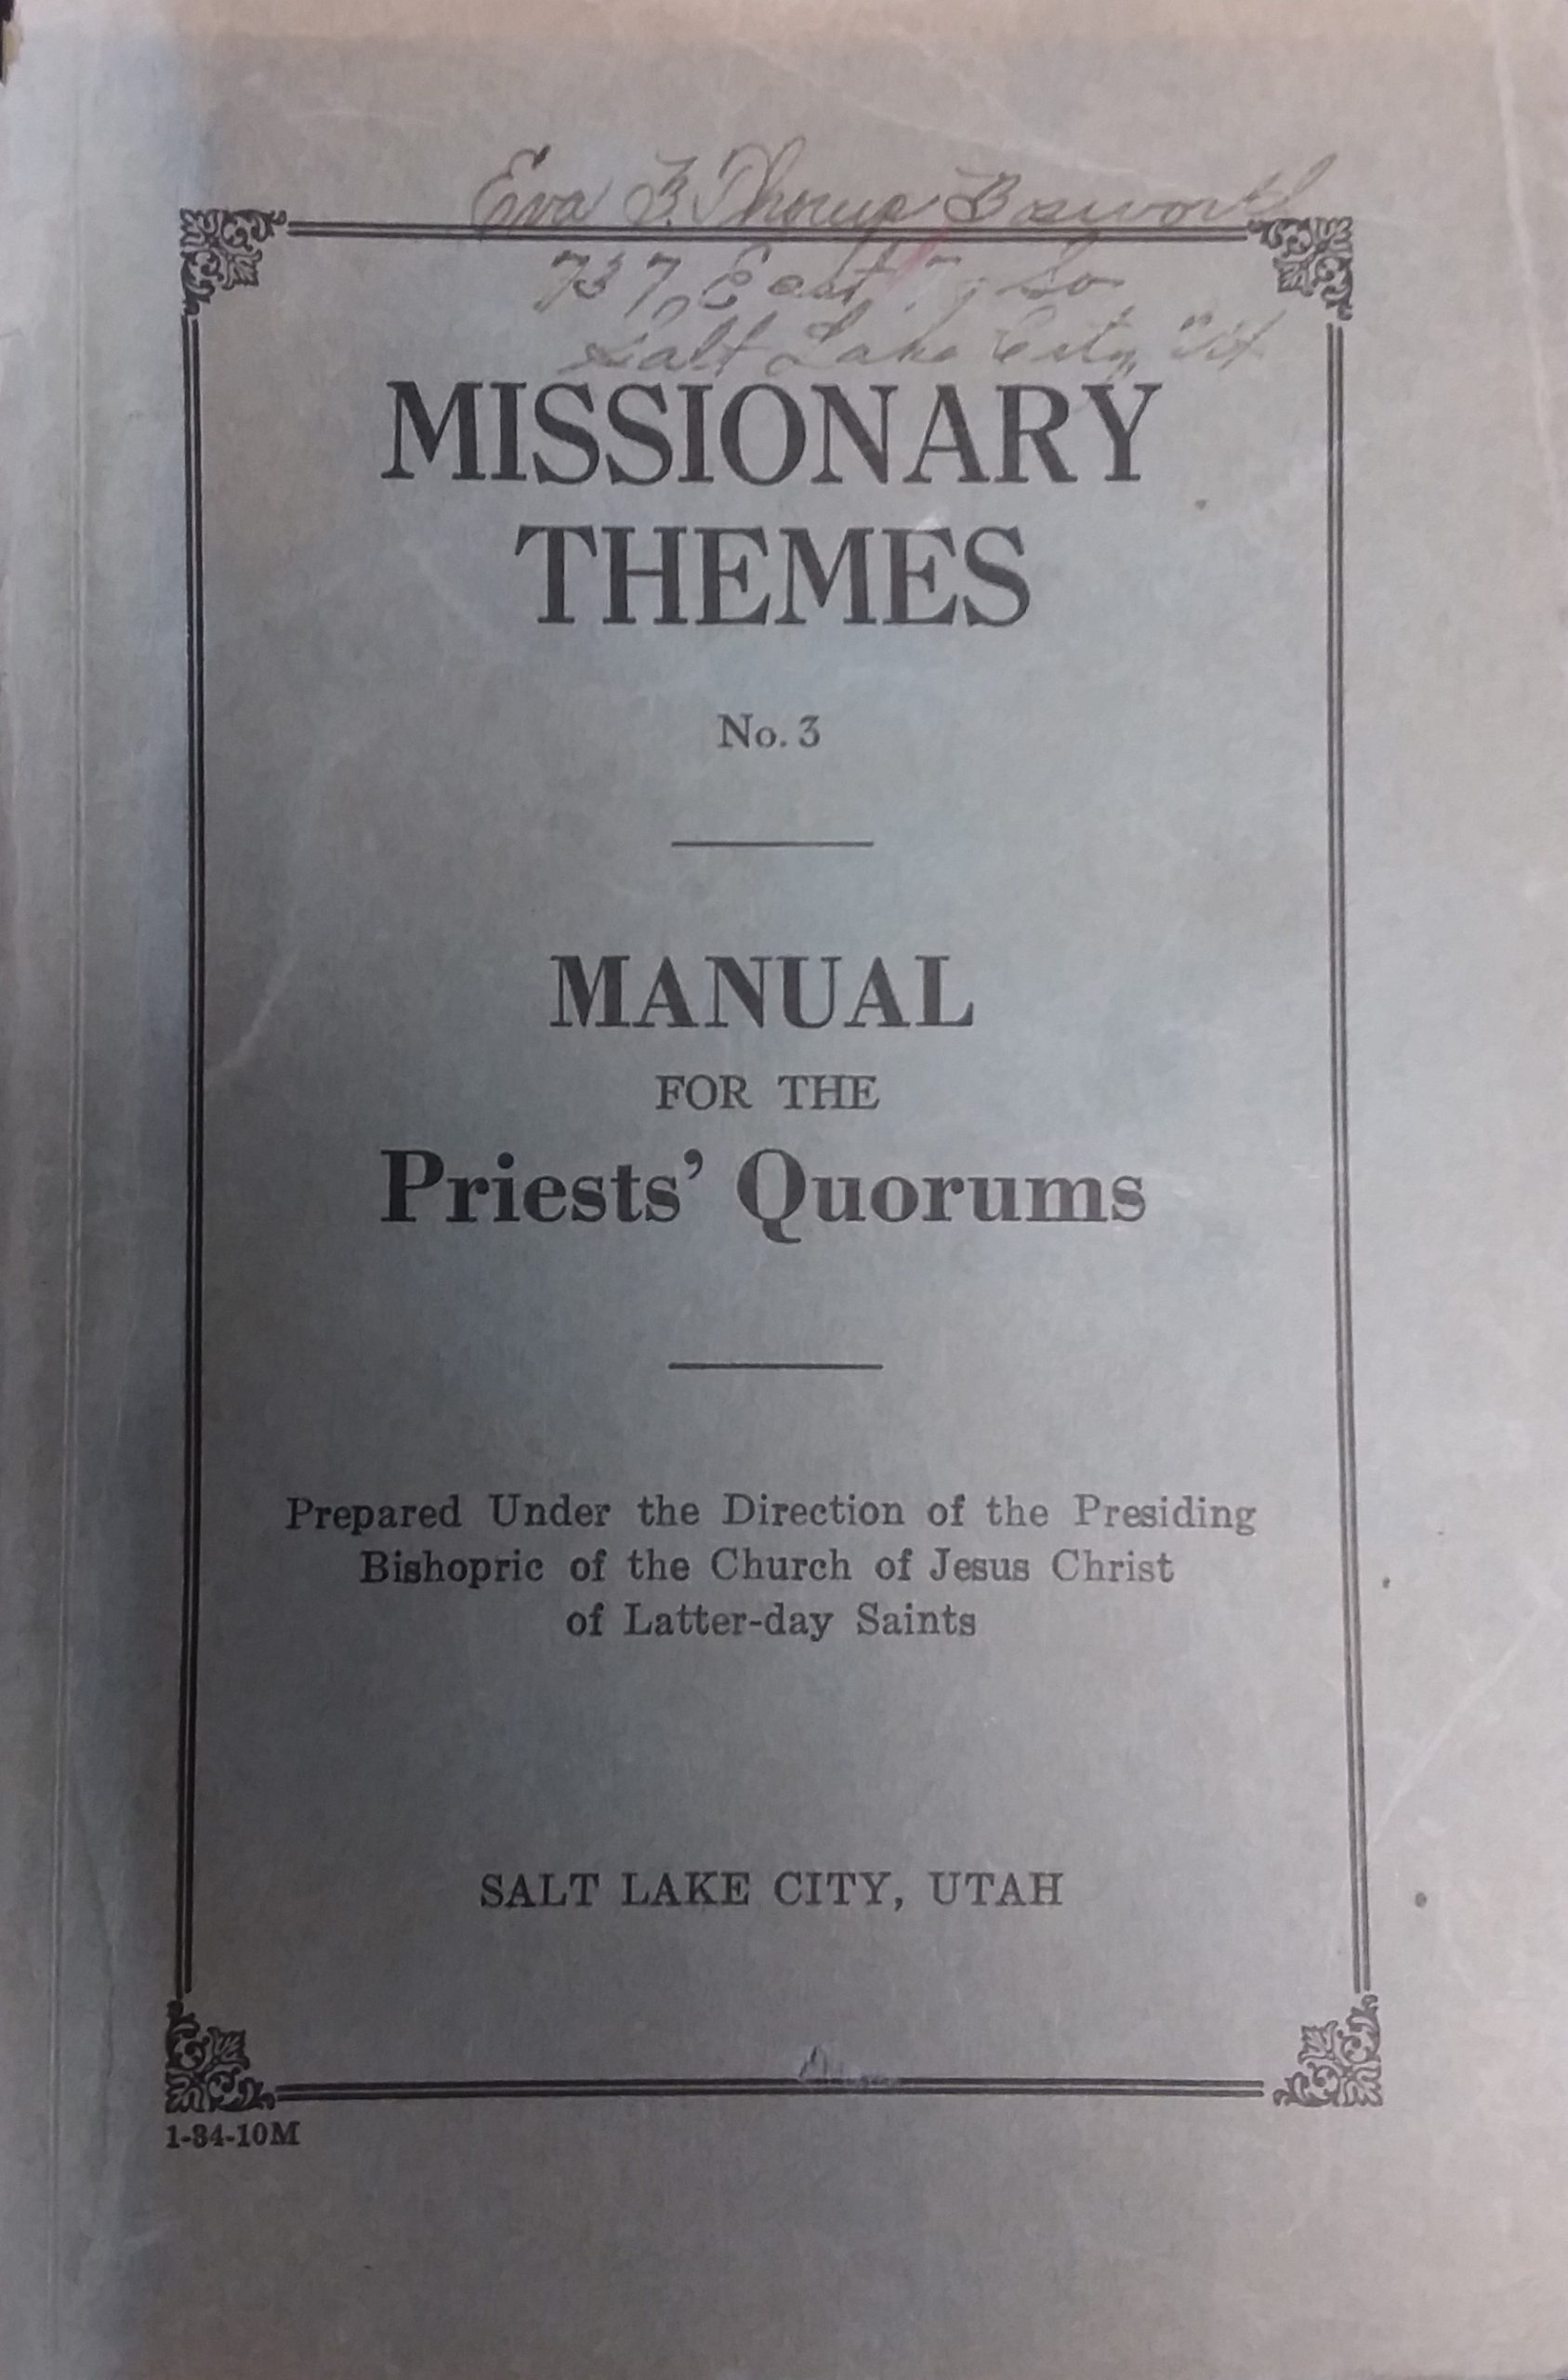 Eva B. Thorup Bosworth
737 East 7 So
Salt Lake City, Ut
MISSIONARY
THEMES
No. 3
MANUAL
FOR THE
Priests’ Quorums
Prepared Under the Direction of the Presiding
Bishopric of the Church of Jesus Christ
of Latter-day Saints
SALT LAKE CITY, UTAH
1-34-10M